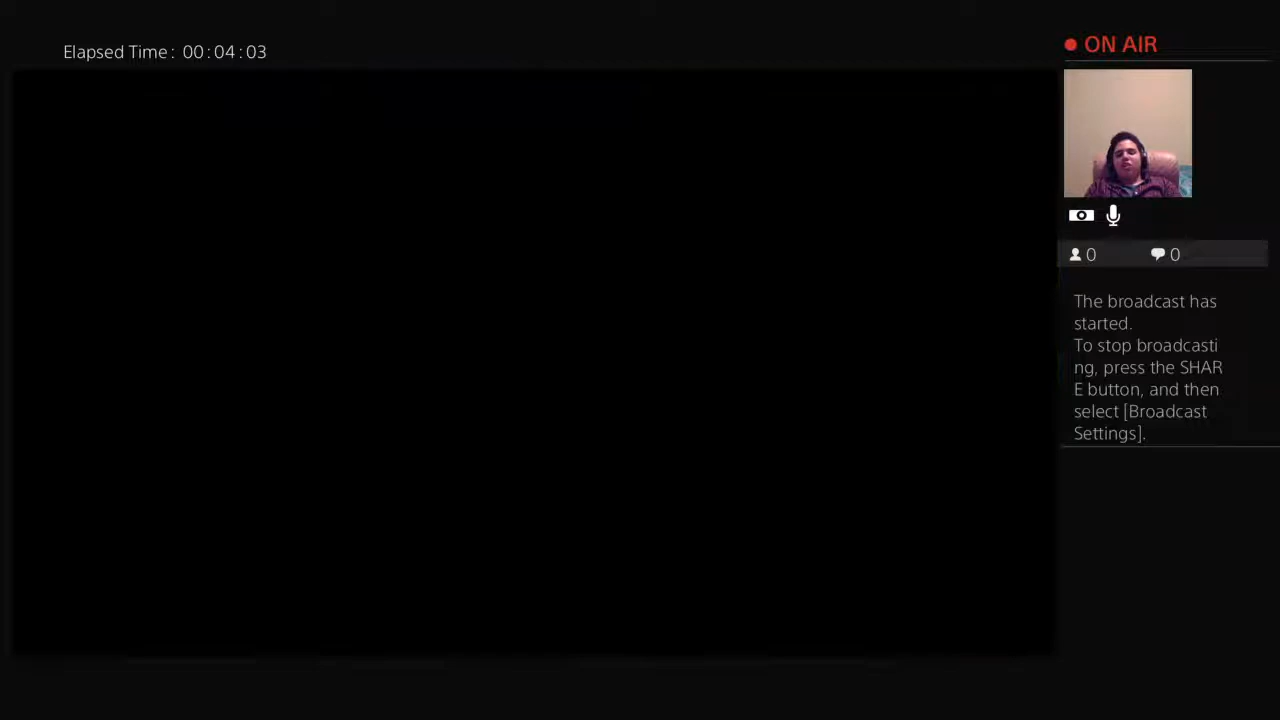 Elapsed Time: 00:04:03
ON AIR
0 0
The broadcast has
started.
To stop broadcasti
ng, press the SHAR
E button, and then
select [Broadcast
Settings].